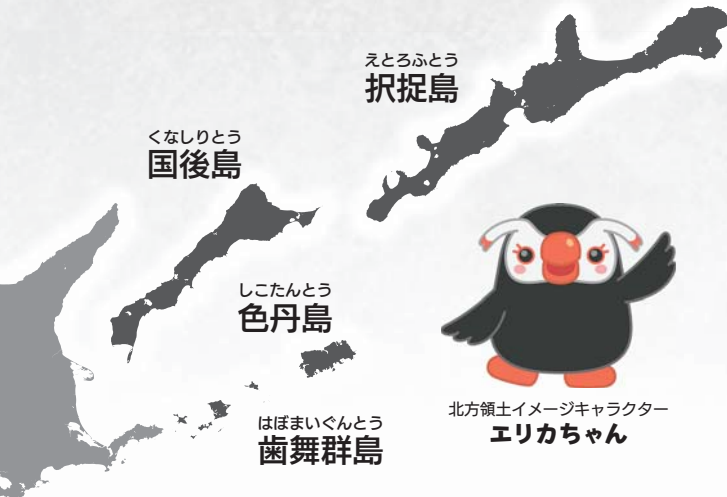 えとろふとう
択捉島
くなしりとう
国後島
しこたんとう
色丹島
はぼまいぐんとう
歯舞群島
北方領土イメージキャラクター
エリカちゃん